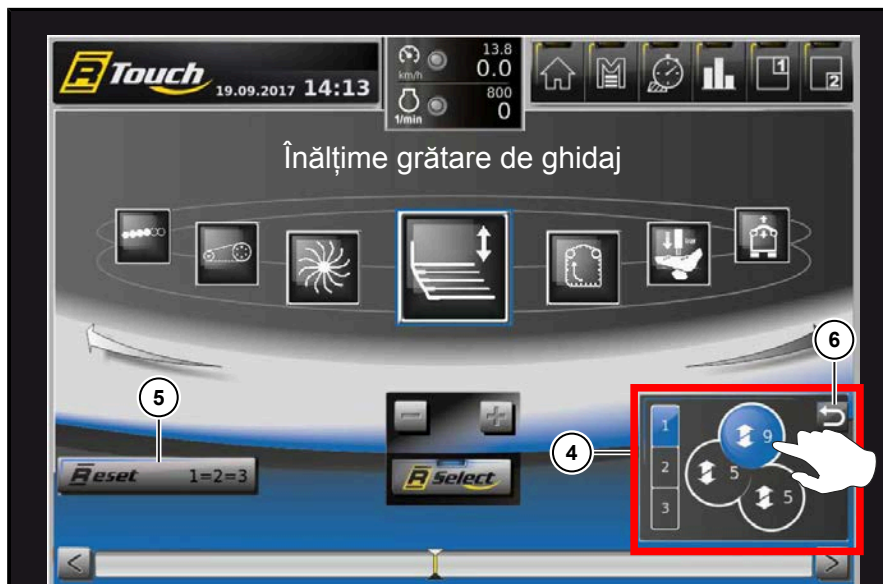 R Touch 19.09.2017 14:13
km/h 13.8
0.0
1/min 800
0
1
2
Înălțime grătare de ghidaj
6
5
4
1
2
3
9
5
5
Reset 1=2=3
R Select